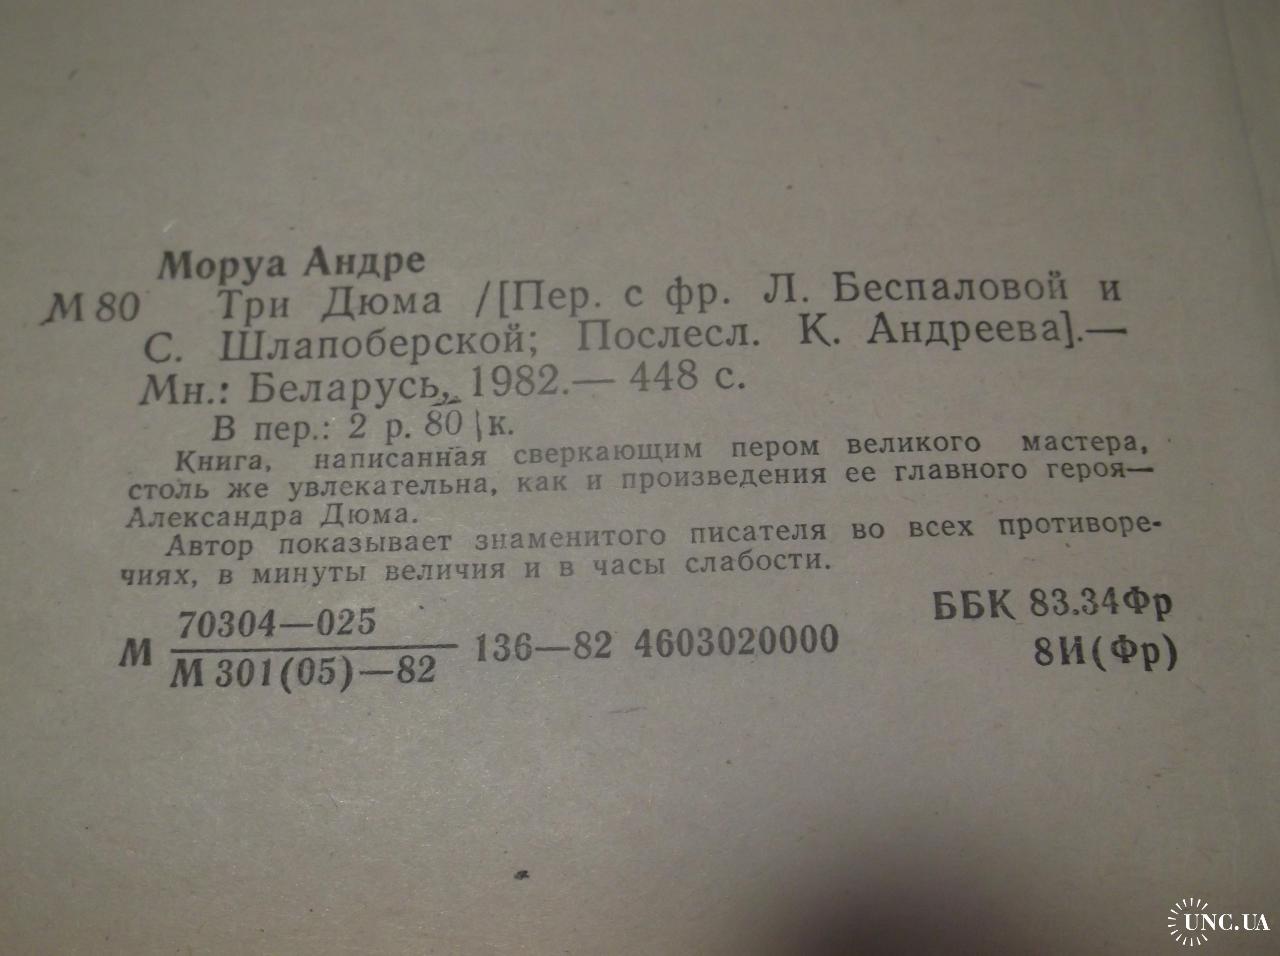 Моруа Андре
М 80 Три Дюма /[Пер. с фр. Л. Беспаловой и
С. Шлапоберской; Послесл. К. Андреева].—
Мн.: Беларусь, 1982.— 448 с.
В пер.: 2 р. 80 к.
Книга, написанная сверкающим пером великого мастера,
столь же увлекательна, как и произведения ее главного героя—
Александра Дюма.
Автор показывает знаменитого писателя во всех противоре-
чиях, в минуты величия и в часы слабости.
М 70304—025
М 301(05)—82 136—82 4603020000
ББК 83.34Фр
8И(Фр)
UNC.UA